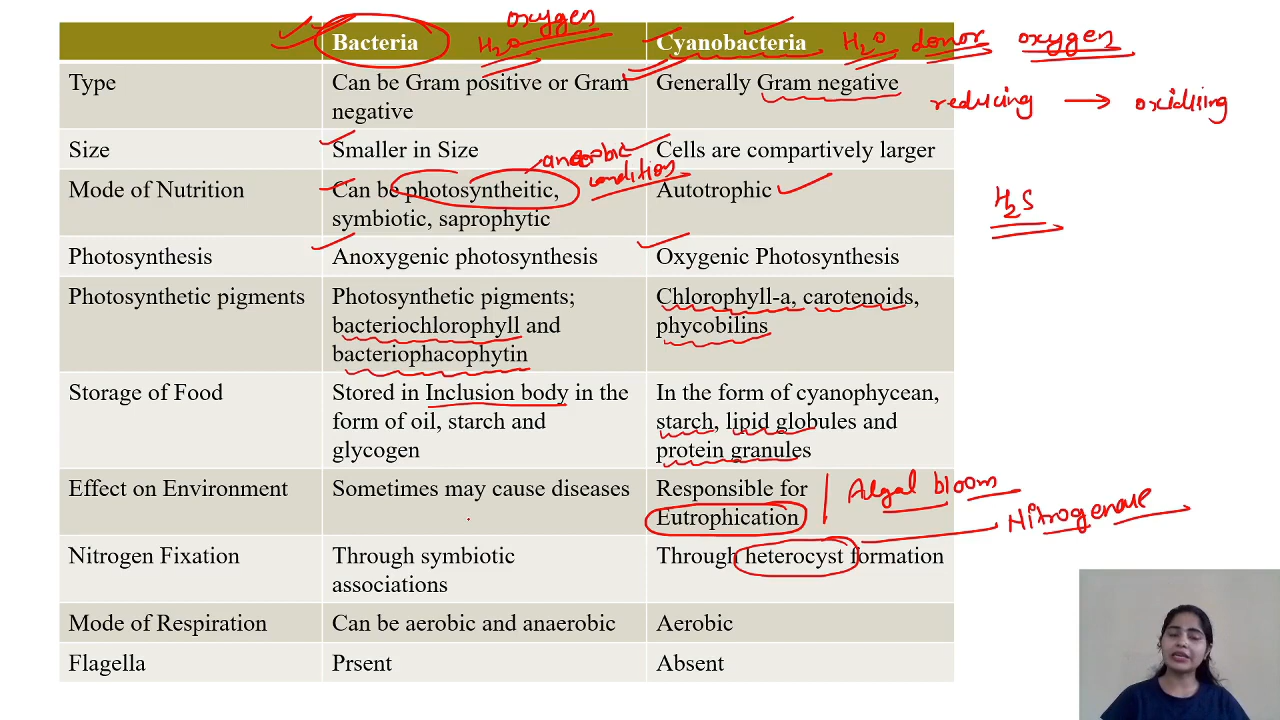 oxygen
Bacteria H2O Cyanobacteria H2O donor oxygen
Type Can be Gram positive or Gram Generally Gram negative reducing → oxidising
negative
Size Smaller in Size Cells are compartively larger
anaerobic
condition
Mode of Nutrition Can be photosyntheitic, Autotrophic
symbiotic, saprophytic
H2S
Photosynthesis Anoxygenic photosynthesis Oxygenic Photosynthesis
Photosynthetic pigments Photosynthetic pigments; Chlorophyll-a, carotenoids,
bacteriochlorophyll and phycobilins
bacteriophacophytin
Storage of Food Stored in Inclusion body in the In the form of cyanophycean,
form of oil, starch and starch, lipid globules and
glycogen protein granules
Effect on Environment Sometimes may cause diseases Responsible for Algal bloom
Eutrophication Nitrogenase
Nitrogen Fixation Through symbiotic Through heterocyst formation
associations
Mode of Respiration Can be aerobic and anaerobic Aerobic
Flagella Prsent Absent